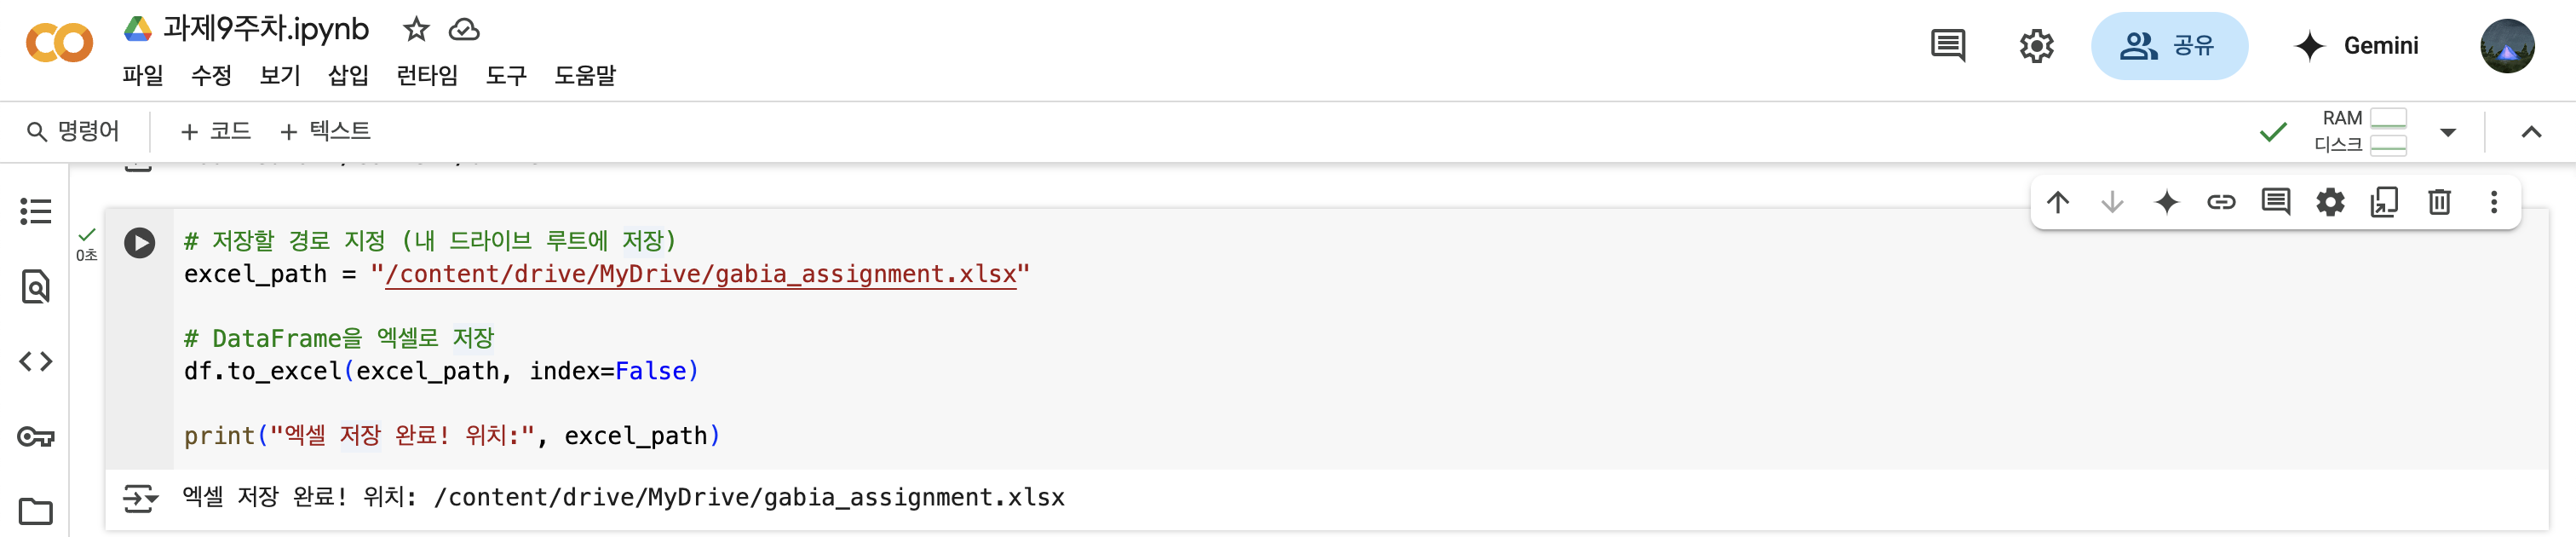 과제9주차.ipynb
파일 수정 보기 삽입 런타임 도구 도움말
공유
Gemini
명령어 + 코드 + 텍스트
RAM
디스크
0초
# 저장할 경로 지정 (내 드라이브 루트에 저장)
excel_path = "/content/drive/MyDrive/gabia_assignment.xlsx"
# DataFrame을 엑셀로 저장
df.to_excel(excel_path, index=False)
print("엑셀 저장 완료! 위치:", excel_path)
엑셀 저장 완료! 위치: /content/drive/MyDrive/gabia_assignment.xlsx